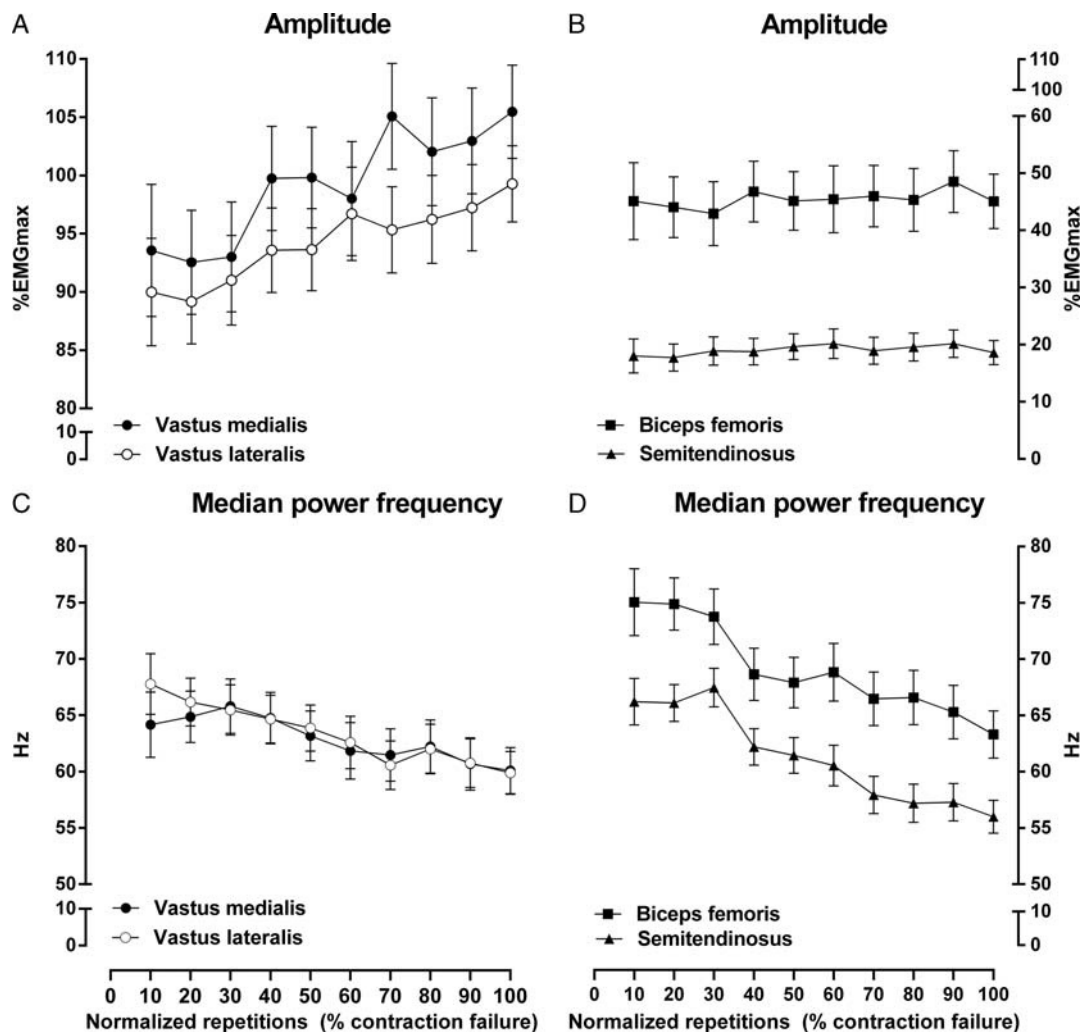 A
Amplitude
110
105
100
95
90
85
80
10
0
%EMGmax
Vastus medialis
Vastus lateralis
B
Amplitude
110
100
60
50
40
30
20
10
0
%EMGmax
Biceps femoris
Semitendinosus
C
Median power frequency
80
75
70
65
60
55
50
10
0
Hz
Vastus medialis
Vastus lateralis
0 10 20 30 40 50 60 70 80 90 100
Normalized repetitions (% contraction failure)
D
Median power frequency
80
75
70
65
60
55
50
10
0
Hz
Biceps femoris
Semitendinosus
0 10 20 30 40 50 60 70 80 90 100
Normalized repetitions (% contraction failure)